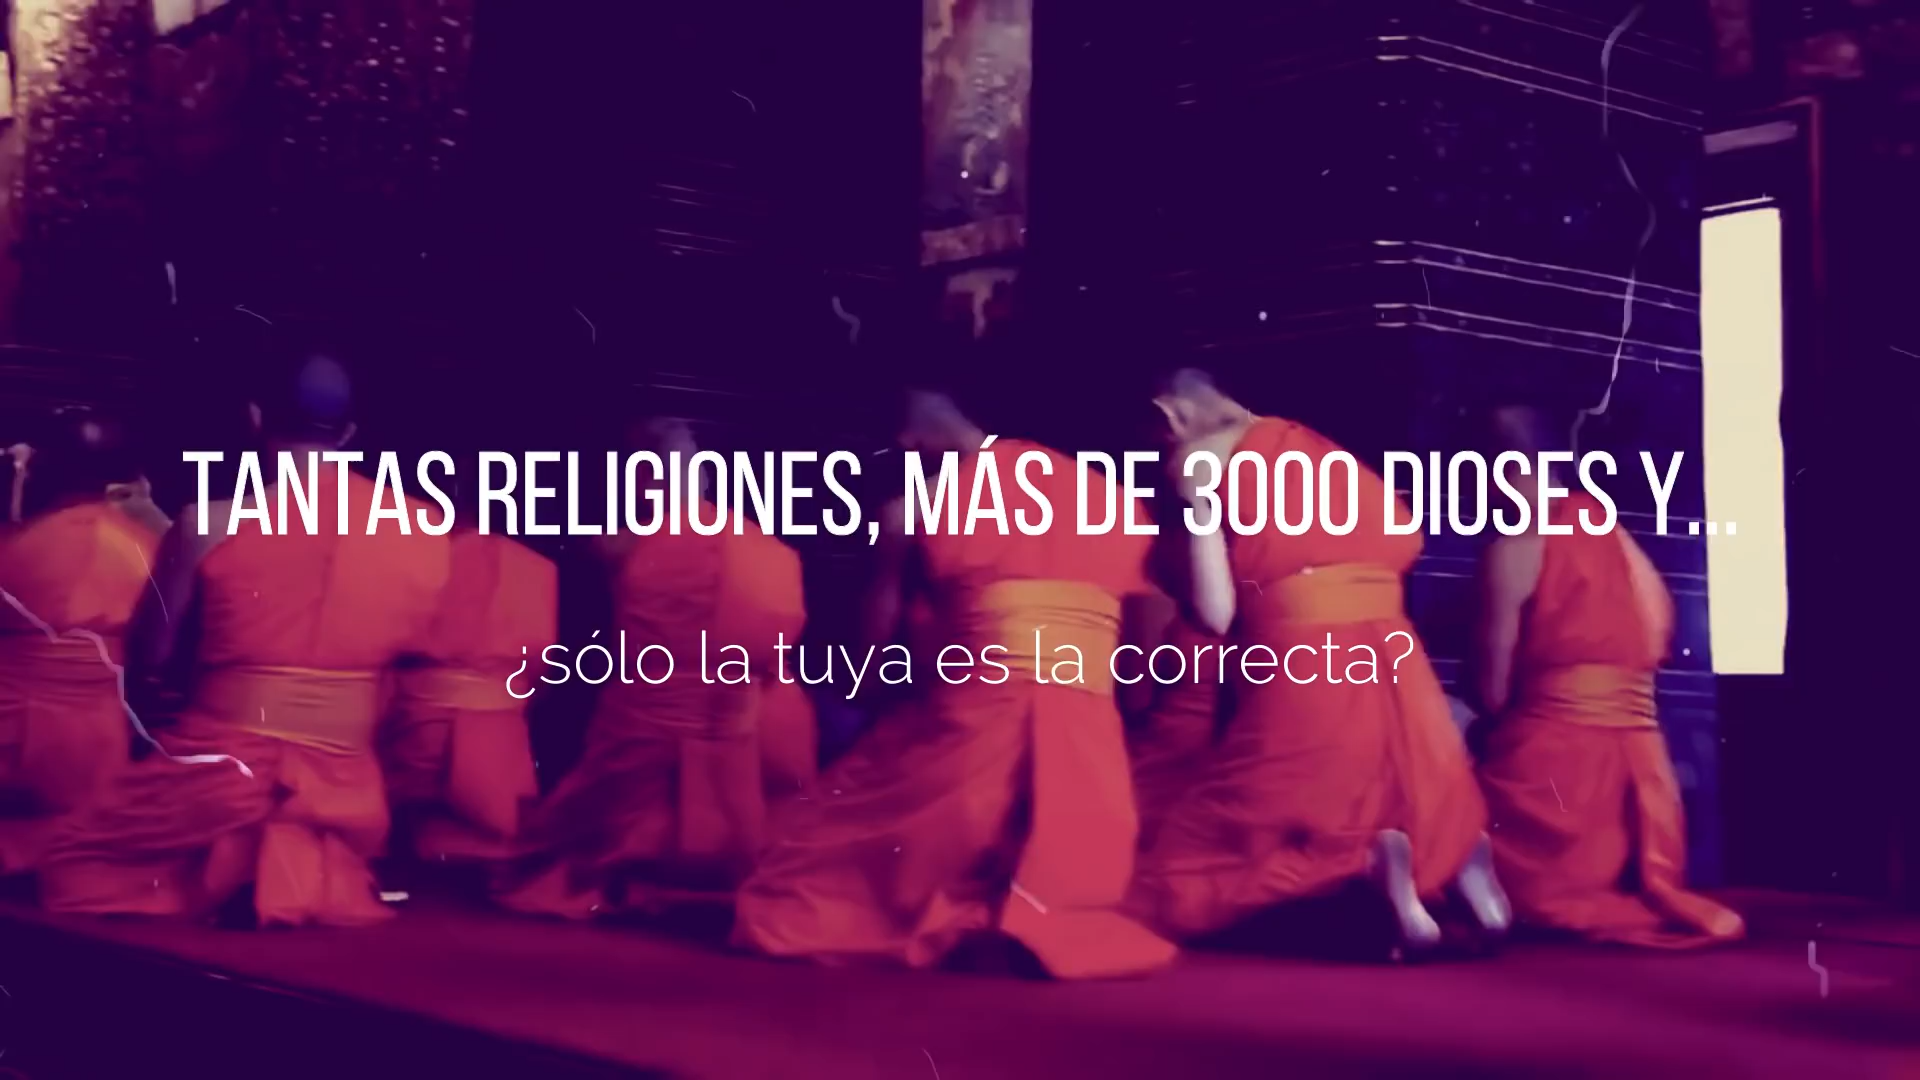 TANTAS RELIGIONES, MÁS DE 3000 DIOSES Y...
¿sólo la tuya es la correcta?